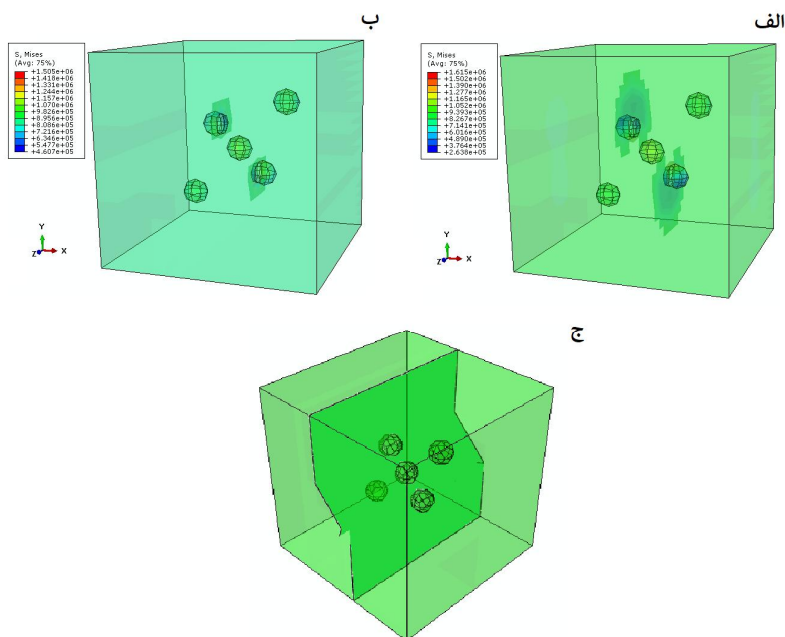 ب
الف
S, Mises
(Avg: 75%)
+1.505e+06
+1.418e+06
+1.331e+06
+1.244e+06
+1.157e+06
+1.070e+06
+9.826e+05
+8.956e+05
+8.086e+05
+7.216e+05
+6.346e+05
+5.477e+05
+4.607e+05
S, Mises
(Avg: 75%)
+1.615e+06
+1.502e+06
+1.390e+06
+1.277e+06
+1.165e+06
+1.052e+06
+9.393e+05
+8.267e+05
+7.141e+05
+6.016e+05
+4.890e+05
+3.764e+05
+2.638e+05
Y
Z X
Y
Z X
ج